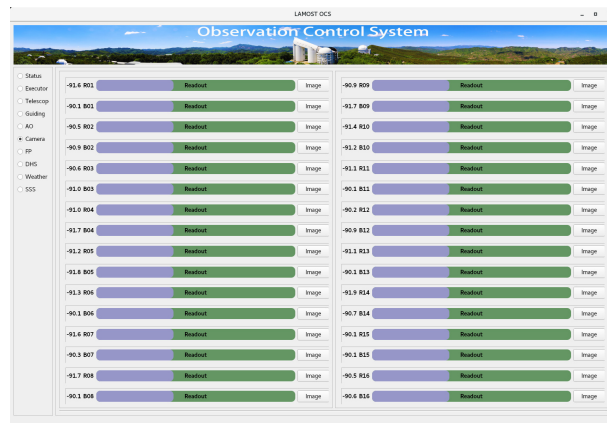 LAMOST OCS
Observation Control System
Status
Executor
Telescop
Guiding
AO
Camera
FP
DHS
Weather
SSS
-91.6 R01 Readout Image
-90.1 B01 Readout Image
-90.5 R02 Readout Image
-90.9 B02 Readout Image
-90.6 R03 Readout Image
-91.0 B03 Readout Image
-91.0 R04 Readout Image
-91.7 B04 Readout Image
-91.2 R05 Readout Image
-91.8 B05 Readout Image
-91.3 R06 Readout Image
-90.1 B06 Readout Image
-91.6 R07 Readout Image
-90.3 B07 Readout Image
-91.7 R08 Readout Image
-90.1 B08 Readout Image
-90.9 R09 Readout Image
-91.7 B09 Readout Image
-91.4 R10 Readout Image
-91.2 B10 Readout Image
-91.1 R11 Readout Image
-90.1 B11 Readout Image
-90.2 R12 Readout Image
-90.9 B12 Readout Image
-91.1 R13 Readout Image
-90.1 B13 Readout Image
-91.9 R14 Readout Image
-90.7 B14 Readout Image
-90.1 R15 Readout Image
-90.1 B15 Readout Image
-90.5 R16 Readout Image
-90.6 B16 Readout Image